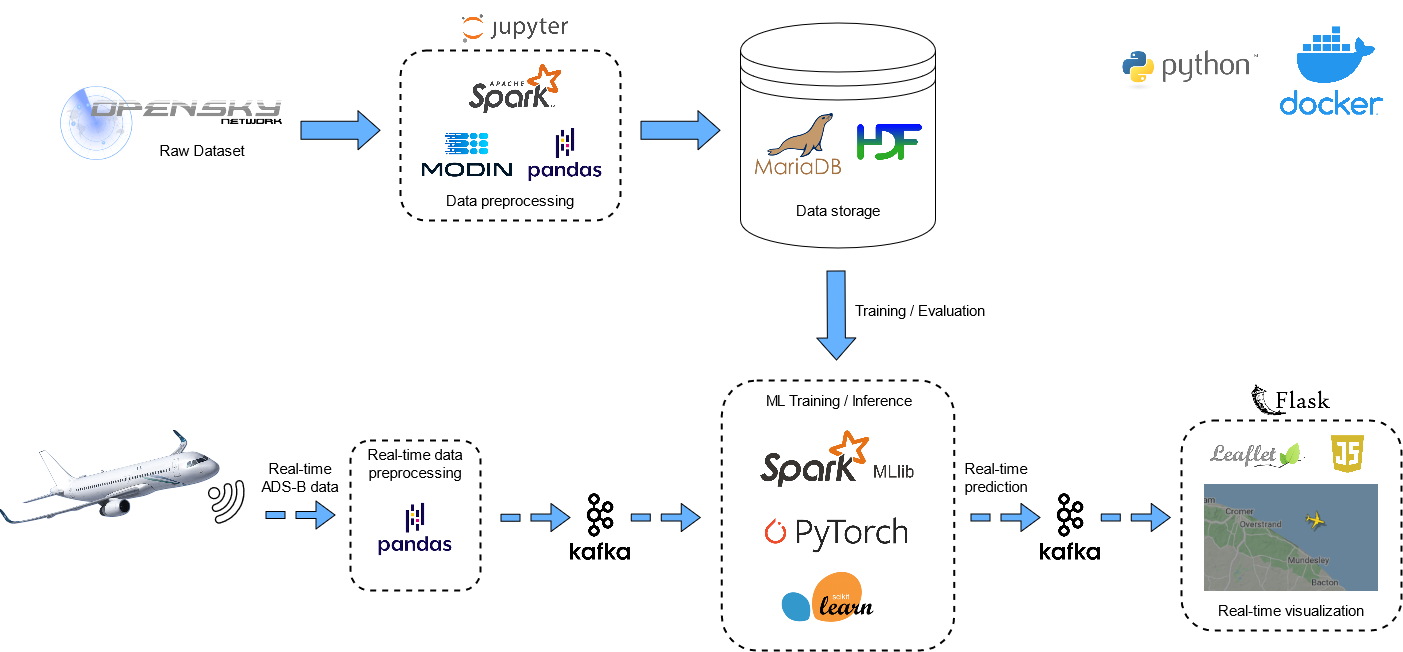 jupyter
python
docker
APACHE
Spark
OPENSKY
NETWORK
Raw Dataset
MODIN
pandas
Data preprocessing
MariaDB
HDF
Data storage
Training / Evaluation
ML Training / Inference
Flask
Real-time data
preprocessing
Real-time
ADS-B data
pandas
kafka
Spark MLlib
PyTorch
scikit
learn
Real-time
prediction
kafka
Leaflet
JS
Cromer
Overstrand
Mundesley
Bacton
Real-time visualization